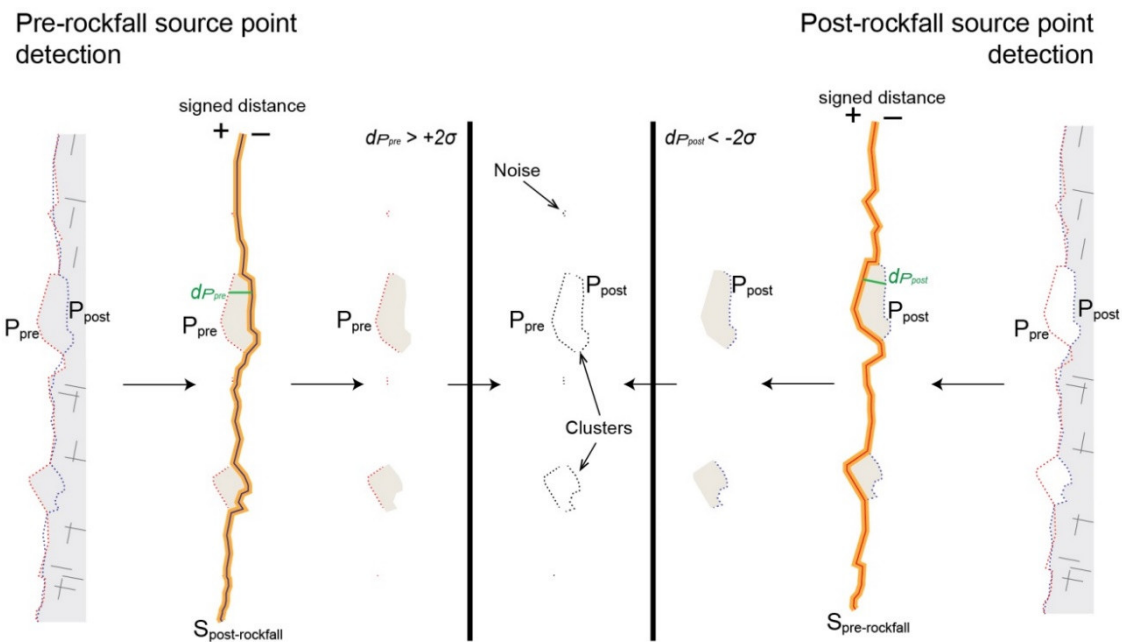 Pre-rockfall source point
detection
Post-rockfall source point
detection
signed distance
+ −
dPpre > +2σ
dPpost < -2σ
signed distance
+ −
Noise
dPpre
dPpost
Ppost
Ppost
Ppre
Ppost
Ppre
Ppre
Ppre
Ppost
Ppre
Ppost
Clusters
Spost-rockfall
Spre-rockfall